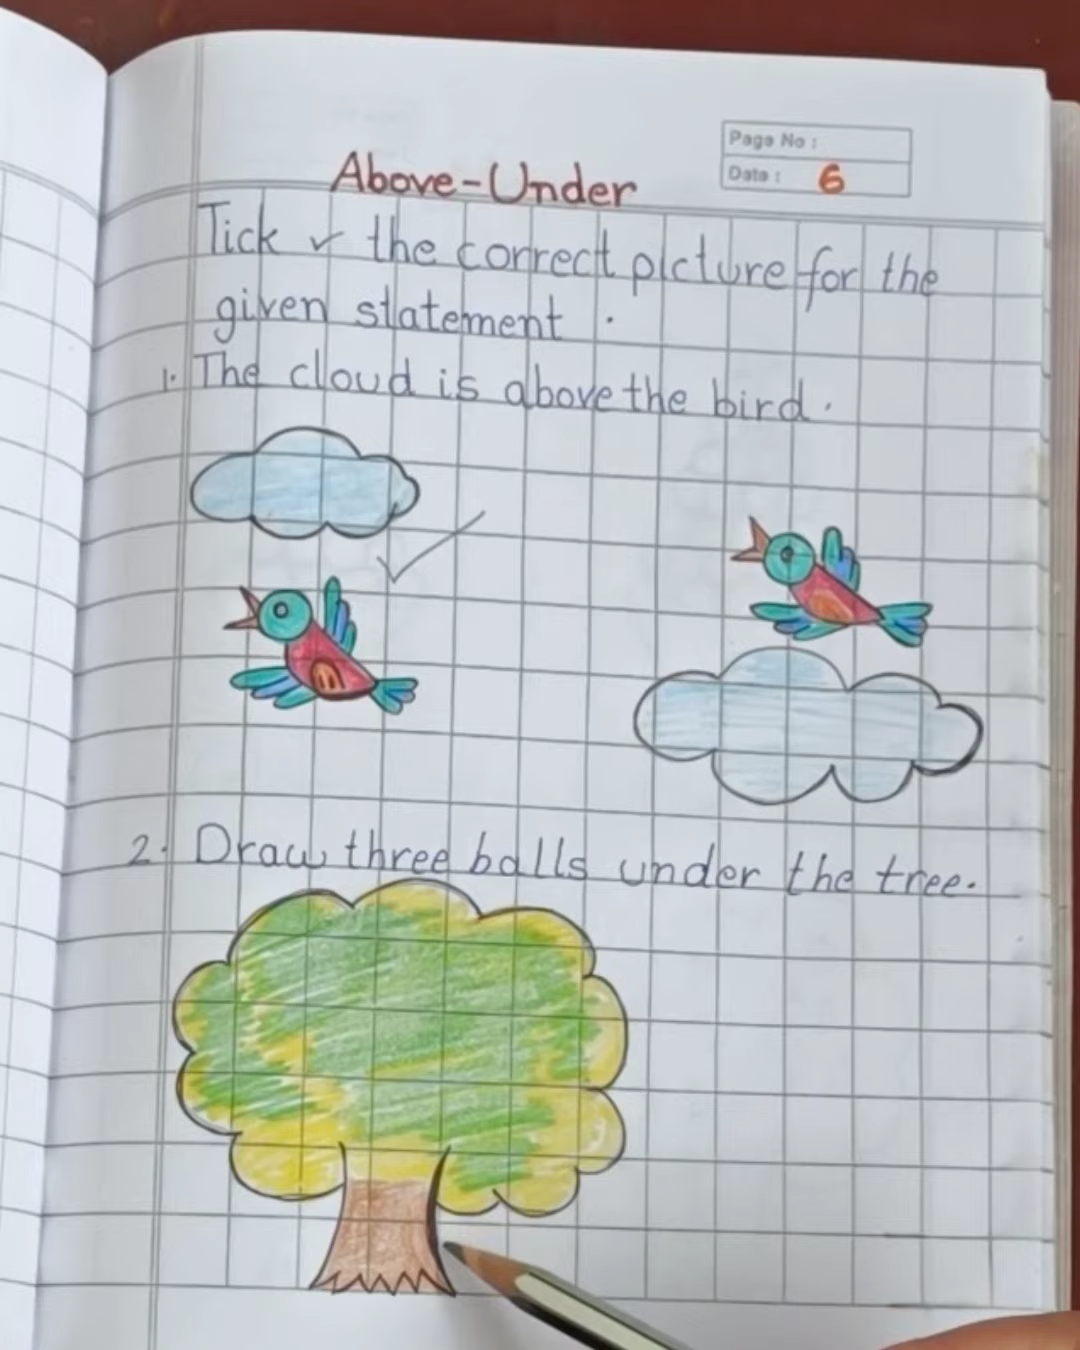 Page No :
Date : 6
Above-Under
Tick ✓ the correct picture for the
given statement .
1. The cloud is above the bird.
2. Draw three balls under the tree.